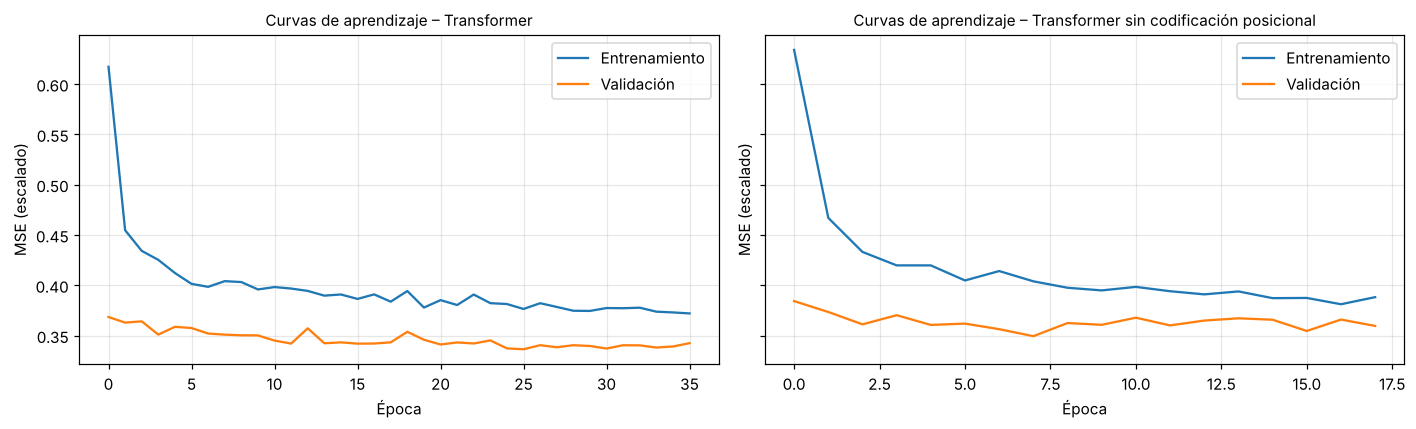 Curvas de aprendizaje – Transformer
MSE (escalado)
0.60
0.55
0.50
0.45
0.40
0.35
Entrenamiento
Validación
0 5 10 15 20 25 30 35
Época
Curvas de aprendizaje – Transformer sin codificación posicional
MSE (escalado)
Entrenamiento
Validación
0.0 2.5 5.0 7.5 10.0 12.5 15.0 17.5
Época